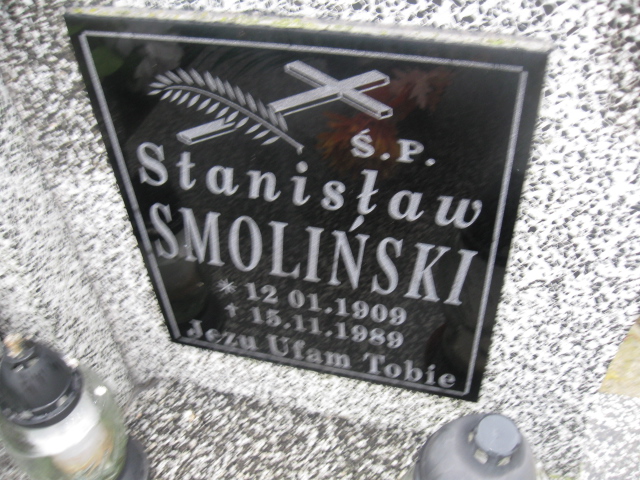 Ś.P.
Stanisław
SMOLIŃSKI
* 12 01.1909
† 15.11.1989
Jezu Ufam Tobie